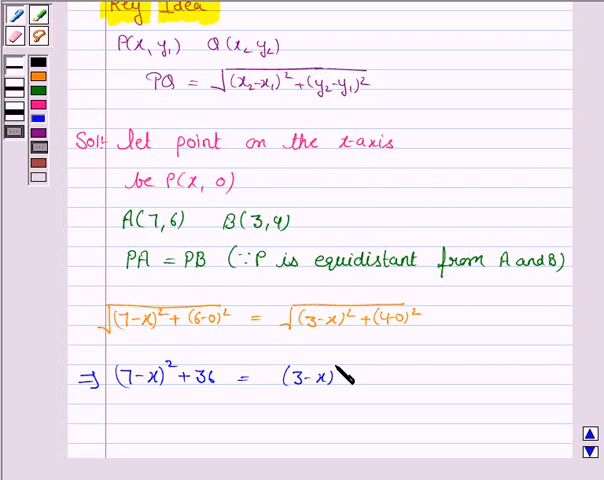 Key Idea
P(x, y₁) Q(x₂ y₂)
PQ = √(x₂-x₁)² + (y₂-y₁)²
Sol:- let point on the x-axis
be P(x, 0)
A(7,6) B(3,4)
PA = PB (∵P is equidistant from A and B)
√(7-x)² + (6-0)² = √(3-x)² + (4-0)²
⇒ (7-x)² + 36 = (3-x)